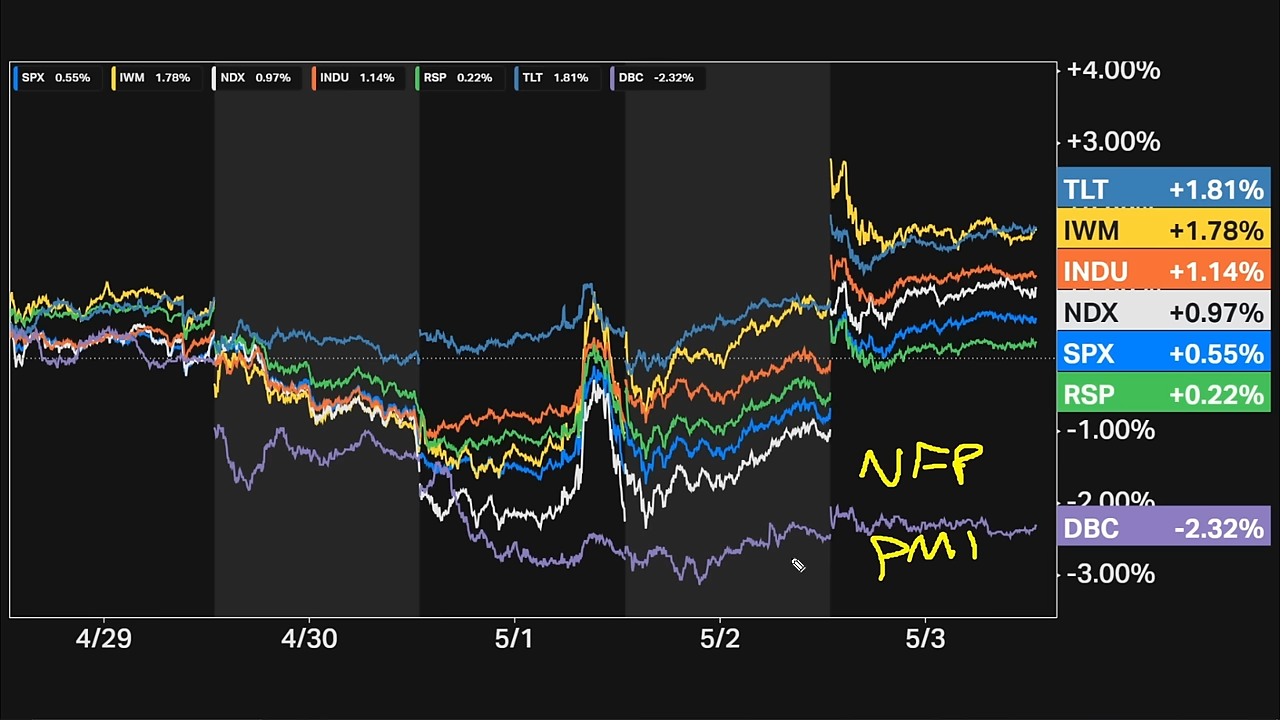 SPX 0.55% IWM 1.78% NDX 0.97% INDU 1.14% RSP 0.22% TLT 1.81% DBC -2.32%
+4.00%
+3.00%
TLT +1.81%
IWM +1.78%
INDU +1.14%
NDX +0.97%
SPX +0.55%
RSP +0.22%
-1.00%
NFP
-2.00%
DBC -2.32%
PMI
-3.00%
4/29 4/30 5/1 5/2 5/3